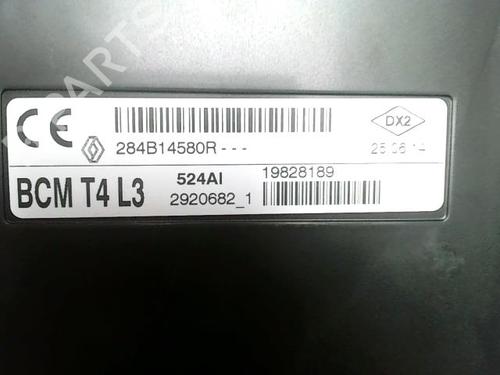 CE
284B14580R---
DX2
25 06 14
BCM T4 L3
524AI
19828189
2920682_1